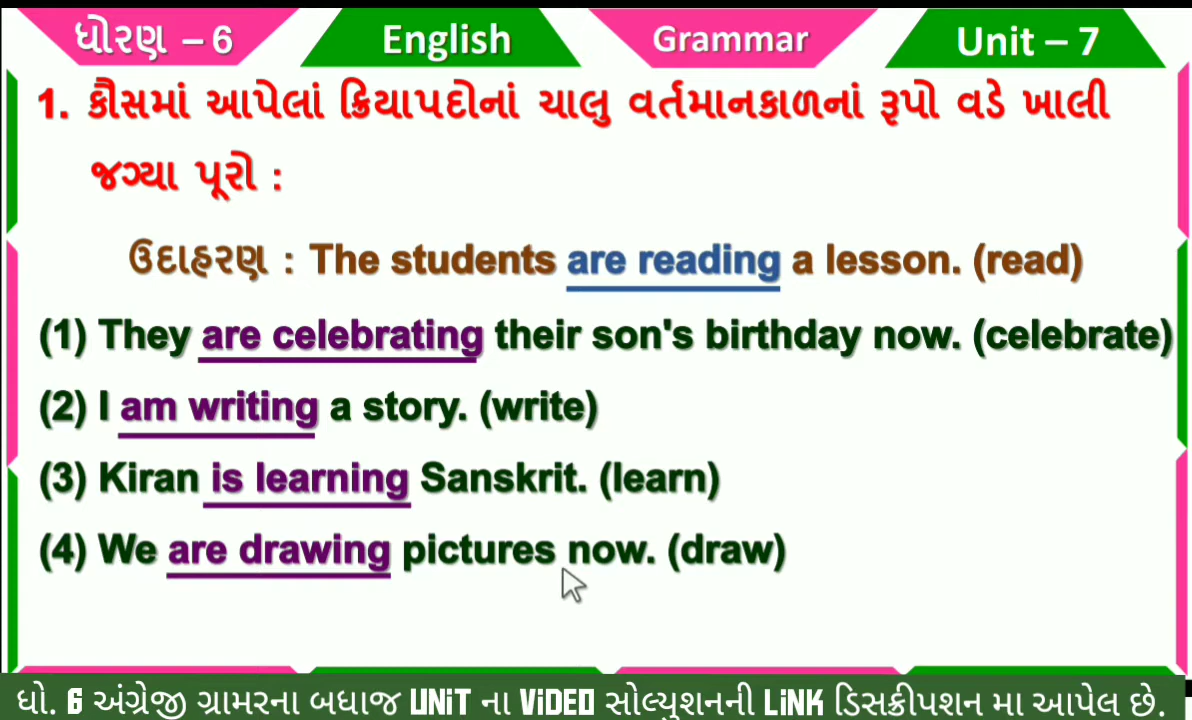 ધોરણ – 6 English Grammar Unit – 7
1. કૌસમાં આપેલાં ક્રિયાપદોનાં ચાલુ વર્તમાનકાળનાં રૂપો વડે ખાલી
જગ્યા પૂરો :
ઉદાહરણ : The students are reading a lesson. (read)
(1) They are celebrating their son's birthday now. (celebrate)
(2) I am writing a story. (write)
(3) Kiran is learning Sanskrit. (learn)
(4) We are drawing pictures now. (draw)
ધો. 6 અંગ્રેજી ગ્રામરના બધાજ UNiT ના ViDEO સોલ્યુશનની LiNK ડિસક્રીપશન મા આપેલ છે.